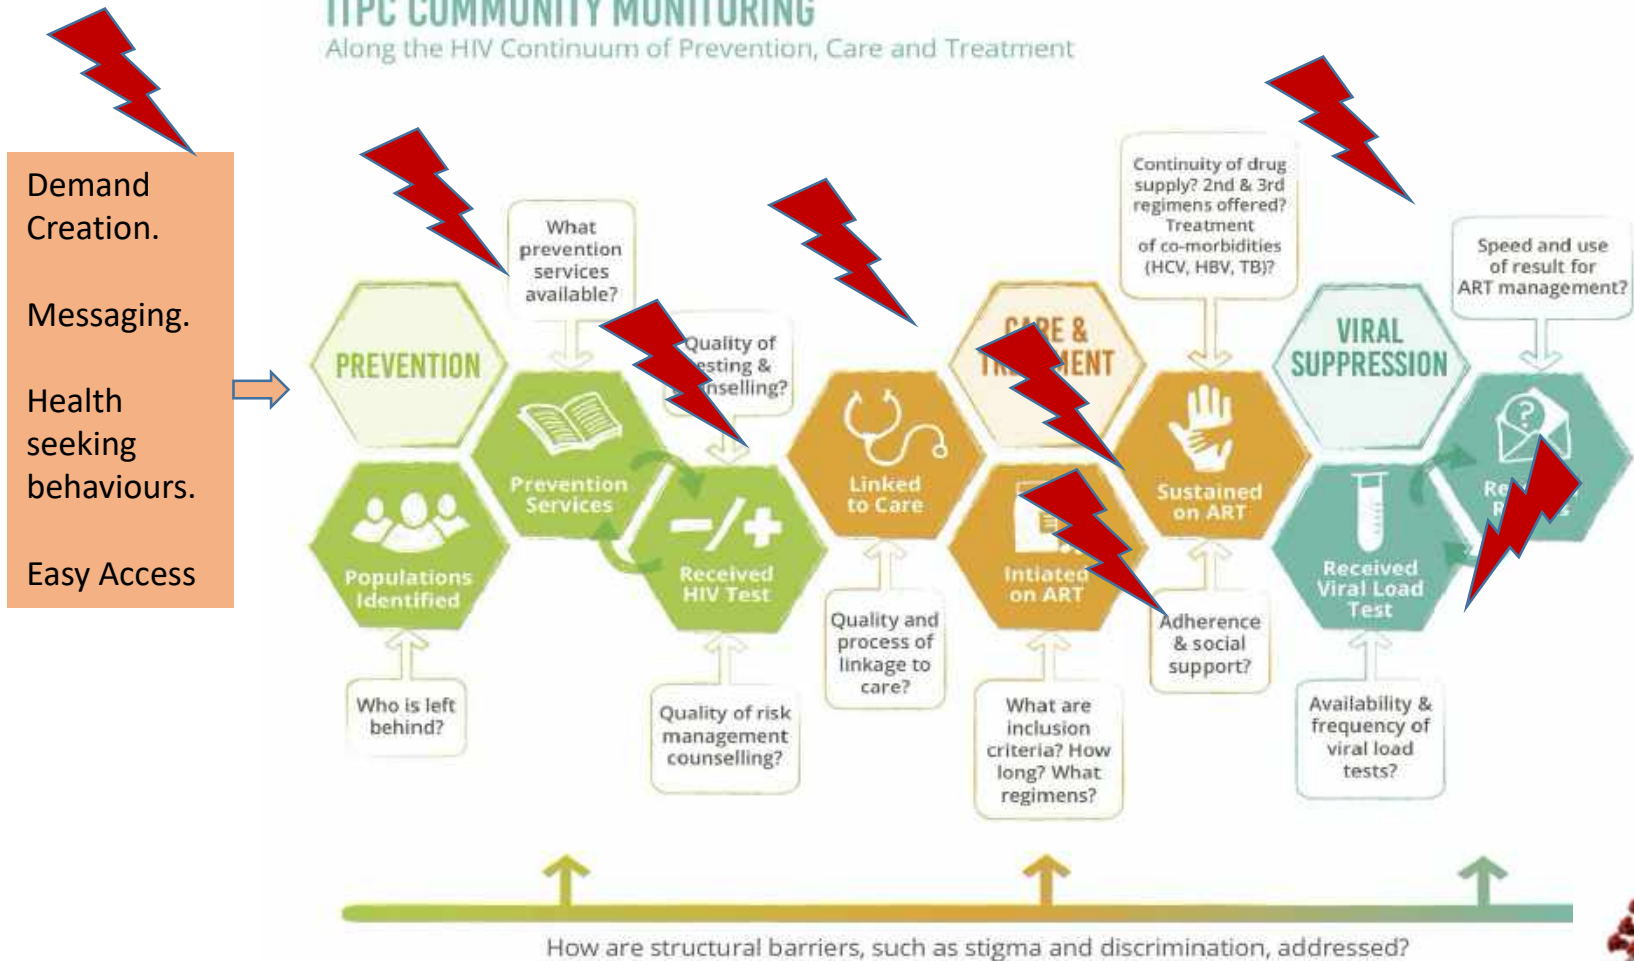 ITPC COMMUNITY MONITORING
Along the HIV Continuum of Prevention, Care and Treatment
Demand
Creation.
Messaging.
Health
seeking
behaviours.
Easy Access
What
prevention
services
available?
Quality of
&
Continuity of drug
supply? 2nd & 3rd
regimens offered?
Treatment
of co-morbidities
(HCV, HBV, TB)?
Speed and use
of result for
ART management?
PREVENTION
CARE &
VIRAL
SUPPRESSION
Prevention
Services
Linked
to Care
Sustained
on ART
Populations
Identified
Received
HIV Test
Intiated
on ART
Received
Viral Load
Test
Who is left
behind?
Quality of risk
management
counselling?
Quality and
process of
linkage to
care?
What are
inclusion
criteria? How
long? What
regimens?
Adherence
& social
support?
Availability &
frequency of
viral load
tests?
How are structural barriers, such as stigma and discrimination, addressed?